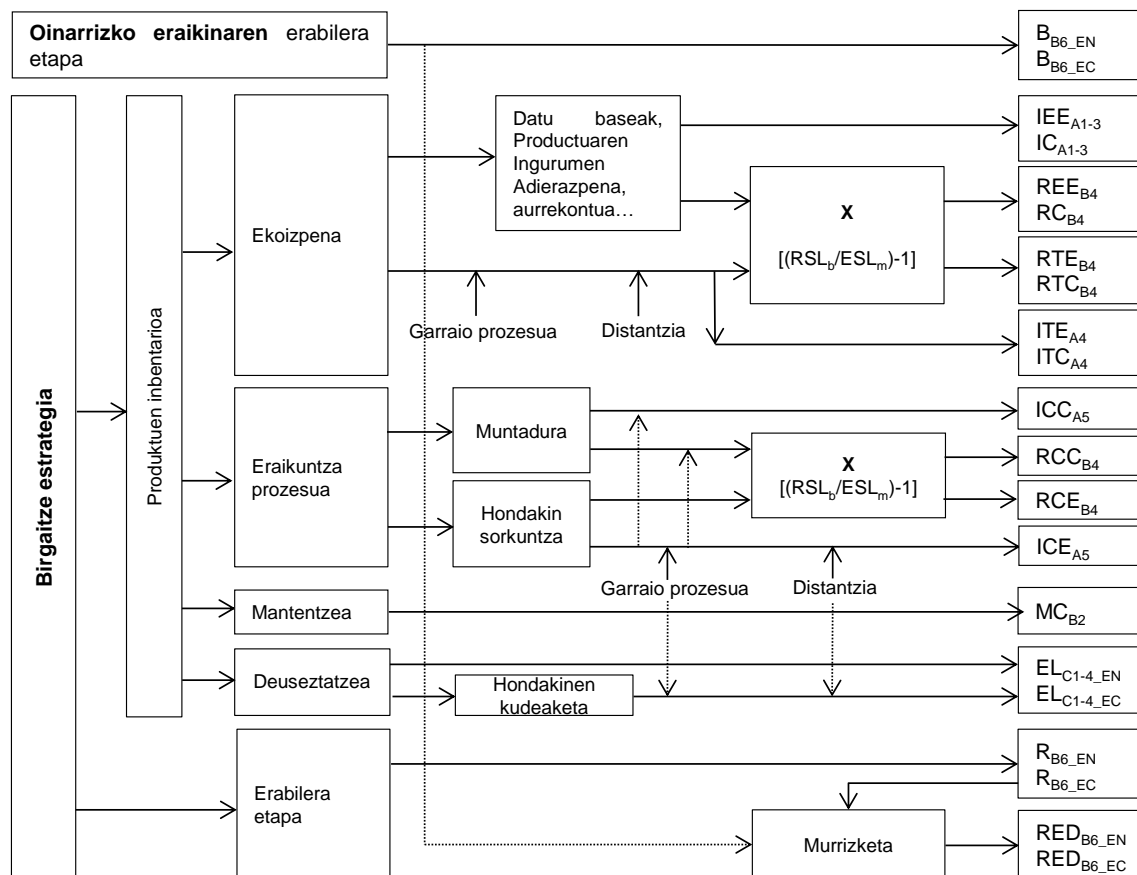 Oinarrizko eraikinaren erabilera
etapa
B_B6_EN
B_B6_EC
Birgaitze estrategia
Produktuen inbentarioa
Ekoizpena
Datu baseak,
Productuaren
Ingurumen
Adierazpena,
aurrekontua…
IEE_A1-3
IC_A1-3
X
[(RSL_b/ESL_m)-1]
REE_B4
RC_B4
RTE_B4
RTC_B4
Garraio prozesua
Distantzia
ITE_A4
ITC_A4
Eraikuntza
prozesua
Muntadura
ICC_A5
X
[(RSL_b/ESL_m)-1]
RCC_B4
Hondakin
sorkuntza
RCE_B4
ICE_A5
Garraio prozesua
Distantzia
Mantentzea
MC_B2
Deuseztatzea
Hondakinen
kudeaketa
EL_C1-4_EN
EL_C1-4_EC
Erabilera
etapa
R_B6_EN
R_B6_EC
Murrizketa
RED_B6_EN
RED_B6_EC